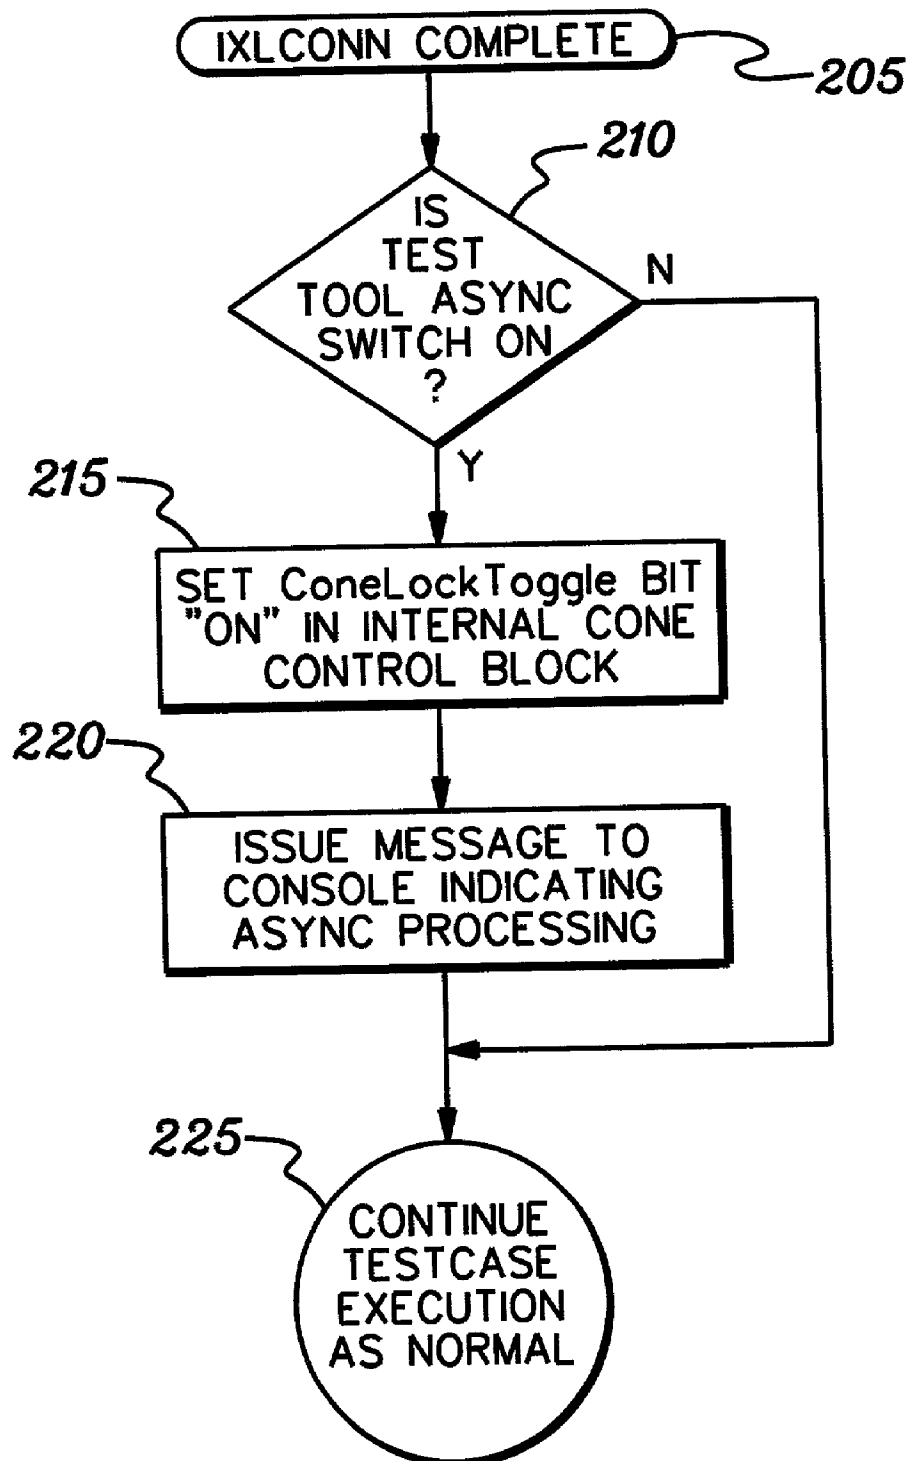 IXLCONN COMPLETE
205
210
IS
TEST
TOOL ASYNC
SWITCH ON
?
N
Y
215
SET ConeLockToggle BIT
"ON" IN INTERNAL CONE
CONTROL BLOCK
220
ISSUE MESSAGE TO
CONSOLE INDICATING
ASYNC PROCESSING
225
CONTINUE
TESTCASE
EXECUTION
AS NORMAL